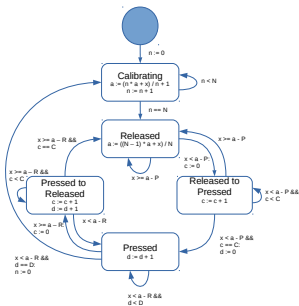 n := 0
Calibrating
a := (n * a + x) / n + 1
n := n + 1
n < N
n == N
x >= a – R &&
c == C
Released
a := ((N – 1) * a + x) / N
x >= a - P
x >= a - P
x < a - P:
c := 0
x >= a – R &&
c < C
Pressed to
Released
c := c + 1
d := d + 1
Released to
Pressed
c := c + 1
x < a - P &&
c < C
x >= a – R:
c := 0
x < a - R
x < a - P &&
c == C:
d := 0
Pressed
d := d + 1
x < a - R &&
d == D:
n := 0
x < a - R &&
d < D